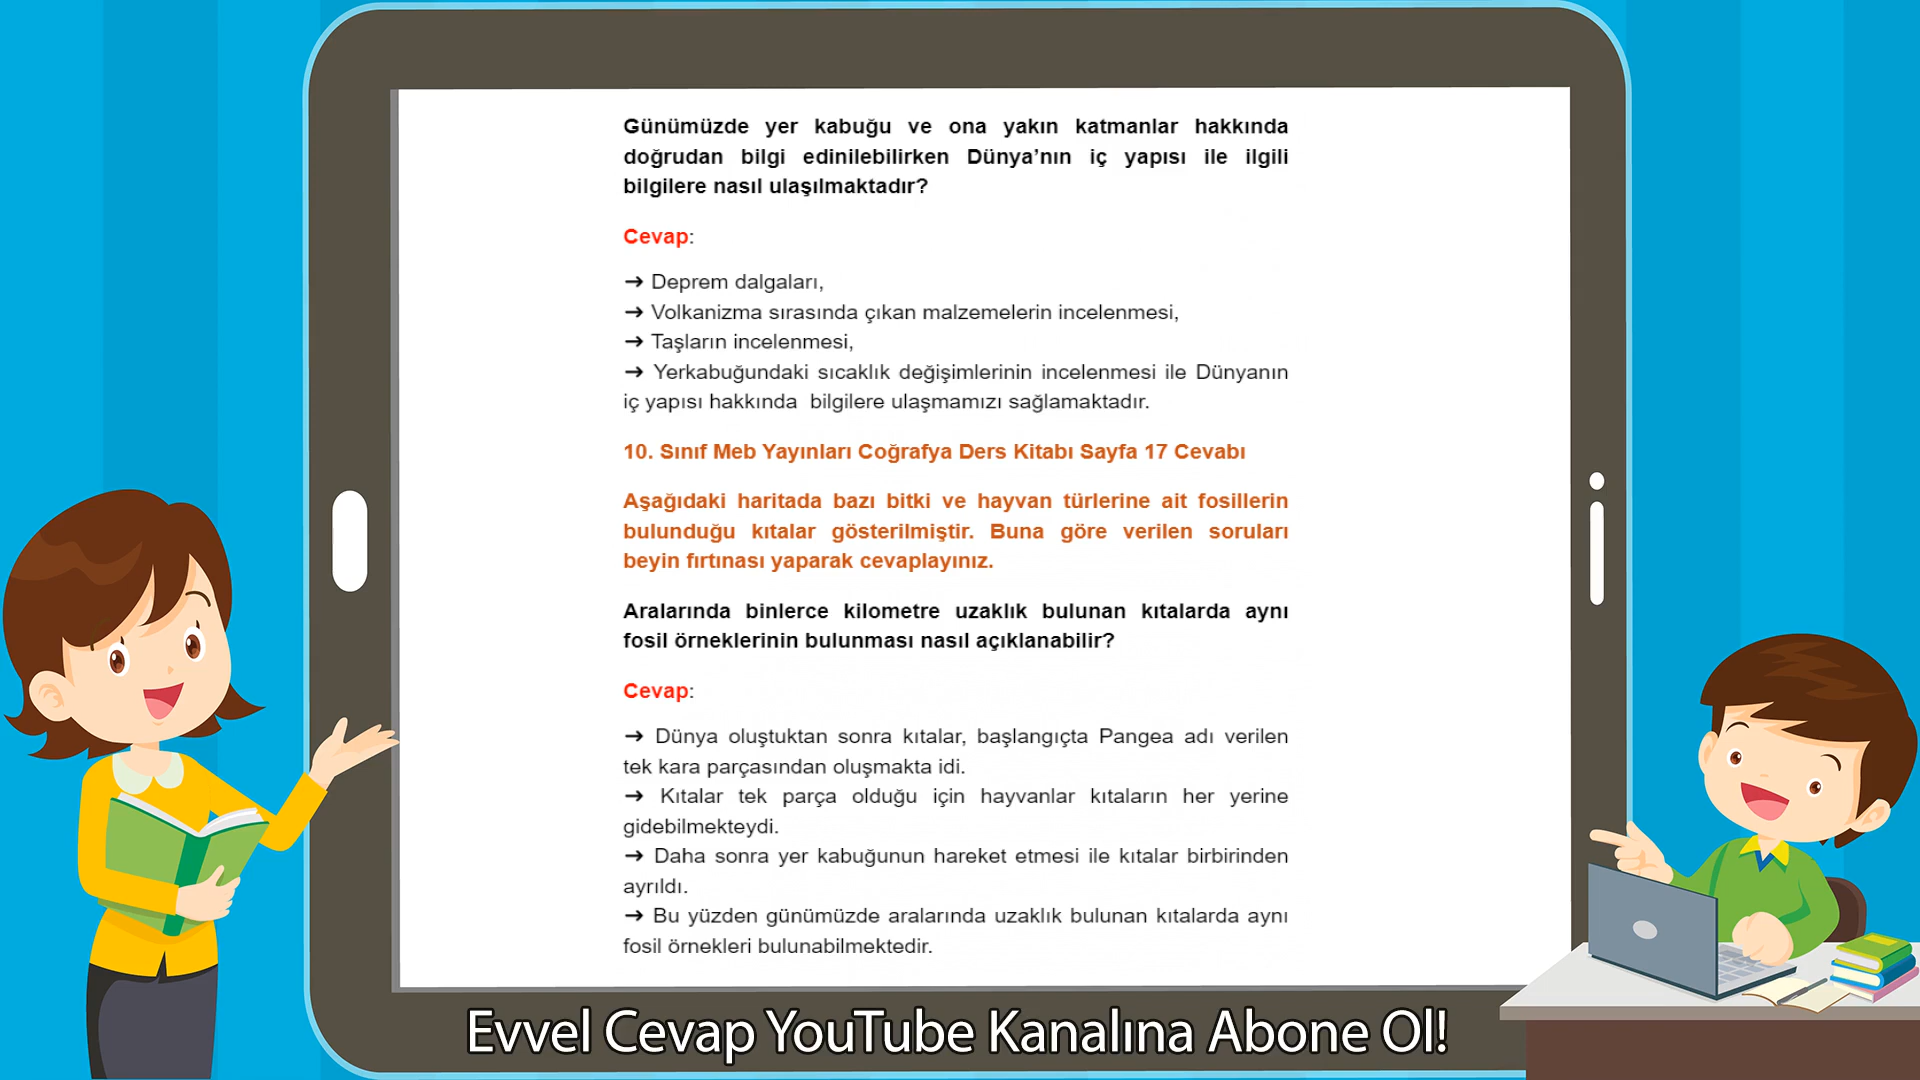 Günümüzde yer kabuğu ve ona yakın katmanlar hakkında
doğrudan bilgi edinilebilirken Dünya’nın iç yapısı ile ilgili
bilgilere nasıl ulaşılmaktadır?
Cevap:
➞ Deprem dalgaları,
➞ Volkanizma sırasında çıkan malzemelerin incelenmesi,
➞ Taşların incelenmesi,
➞ Yerkabuğundaki sıcaklık değişimlerinin incelenmesi ile Dünyanın
iç yapısı hakkında  bilgilere ulaşmamızı sağlamaktadır.
10. Sınıf Meb Yayınları Coğrafya Ders Kitabı Sayfa 17 Cevabı
Aşağıdaki haritada bazı bitki ve hayvan türlerine ait fosillerin
bulunduğu kıtalar gösterilmiştir. Buna göre verilen soruları
beyin fırtınası yaparak cevaplayınız.
Aralarında binlerce kilometre uzaklık bulunan kıtalarda aynı
fosil örneklerinin bulunması nasıl açıklanabilir?
Cevap:
➞ Dünya oluştuktan sonra kıtalar, başlangıçta Pangea adı verilen
tek kara parçasından oluşmakta idi.
➞ Kıtalar tek parça olduğu için hayvanlar kıtaların her yerine
gidebilmekteydi.
➞ Daha sonra yer kabuğunun hareket etmesi ile kıtalar birbirinden
ayrıldı.
➞ Bu yüzden günümüzde aralarında uzaklık bulunan kıtalarda aynı
fosil örnekleri bulunabilmektedir.
Evvel Cevap YouTube Kanalına Abone Ol!